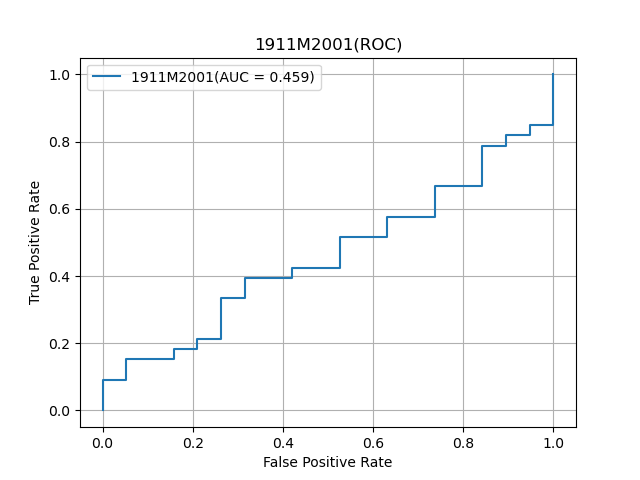 1911M2001(ROC)
1911M2001(AUC = 0.459)
True Positive Rate
1.0
0.8
0.6
0.4
0.2
0.0
0.0 0.2 0.4 0.6 0.8 1.0
False Positive Rate